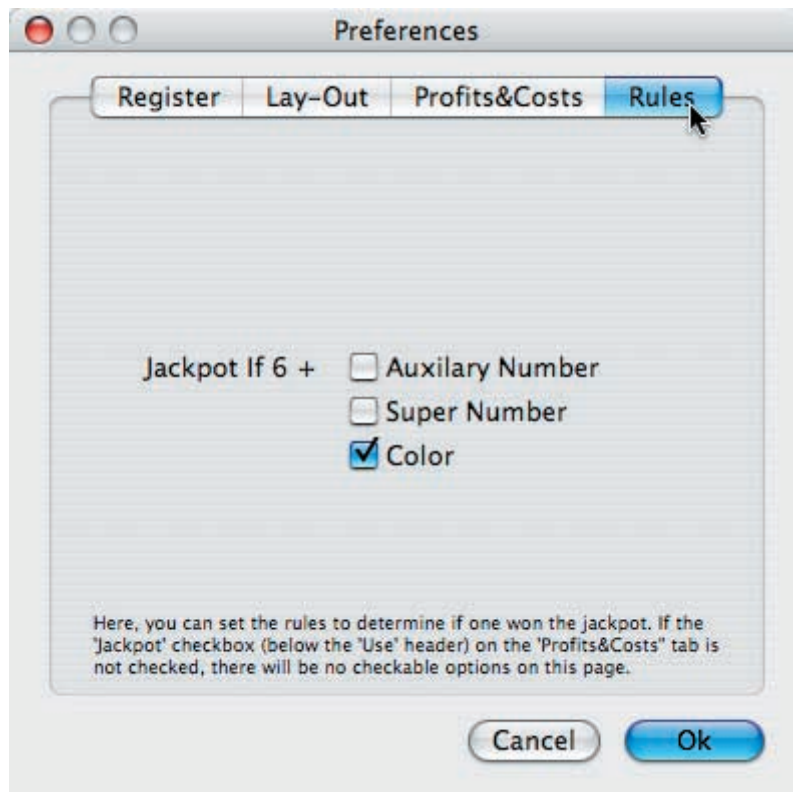 Preferences
Register Lay-Out Profits&Costs Rules
Jackpot If 6 + Auxilary Number
Super Number
Color
Here, you can set the rules to determine if one won the jackpot. If the
'Jackpot' checkbox (below the 'Use' header) on the 'Profits&Costs" tab is
not checked, there will be no checkable options on this page.
Cancel Ok